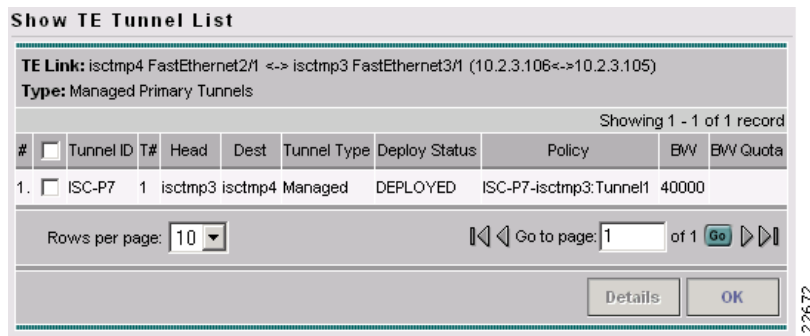 Show TE Tunnel List
TE Link: isctmp4 FastEthernet2/1 <-> isctmp3 FastEthernet3/1 (10.2.3.106<->10.2.3.105)
Type: Managed Primary Tunnels
Showing 1 - 1 of 1 record
# Tunnel ID T# Head Dest Tunnel Type Deploy Status Policy BW BW Quota
1. ISC-P7 1 isctmp3 isctmp4 Managed DEPLOYED ISC-P7-isctmp3:Tunnel1 40000
Rows per page: 10 Go to page: 1 of 1 Go
Details OK